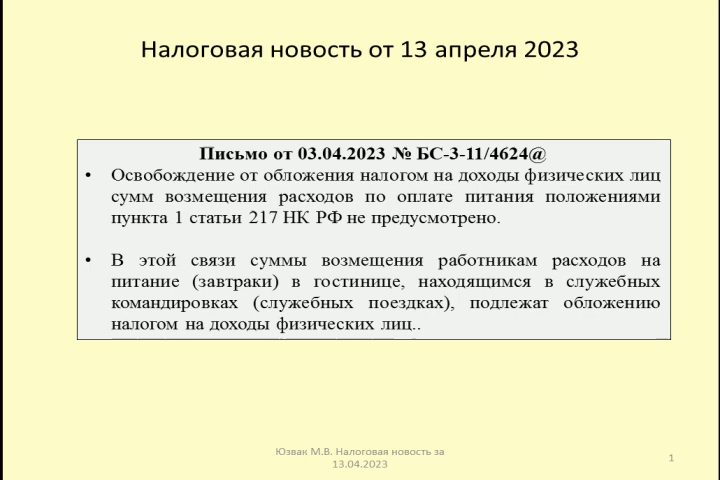 Налоговая новость от 13 апреля 2023
Письмо от 03.04.2023 № БС-3-11/4624@
• Освобождение от обложения налогом на доходы физических лиц
сумм возмещения расходов по оплате питания положениями
пункта 1 статьи 217 НК РФ не предусмотрено.
• В этой связи суммы возмещения работникам расходов на
питание (завтраки) в гостинице, находящимся в служебных
командировках (служебных поездках), подлежат обложению
налогом на доходы физических лиц..
Юзвак М.В. Налоговая новость за
13.04.2023
1